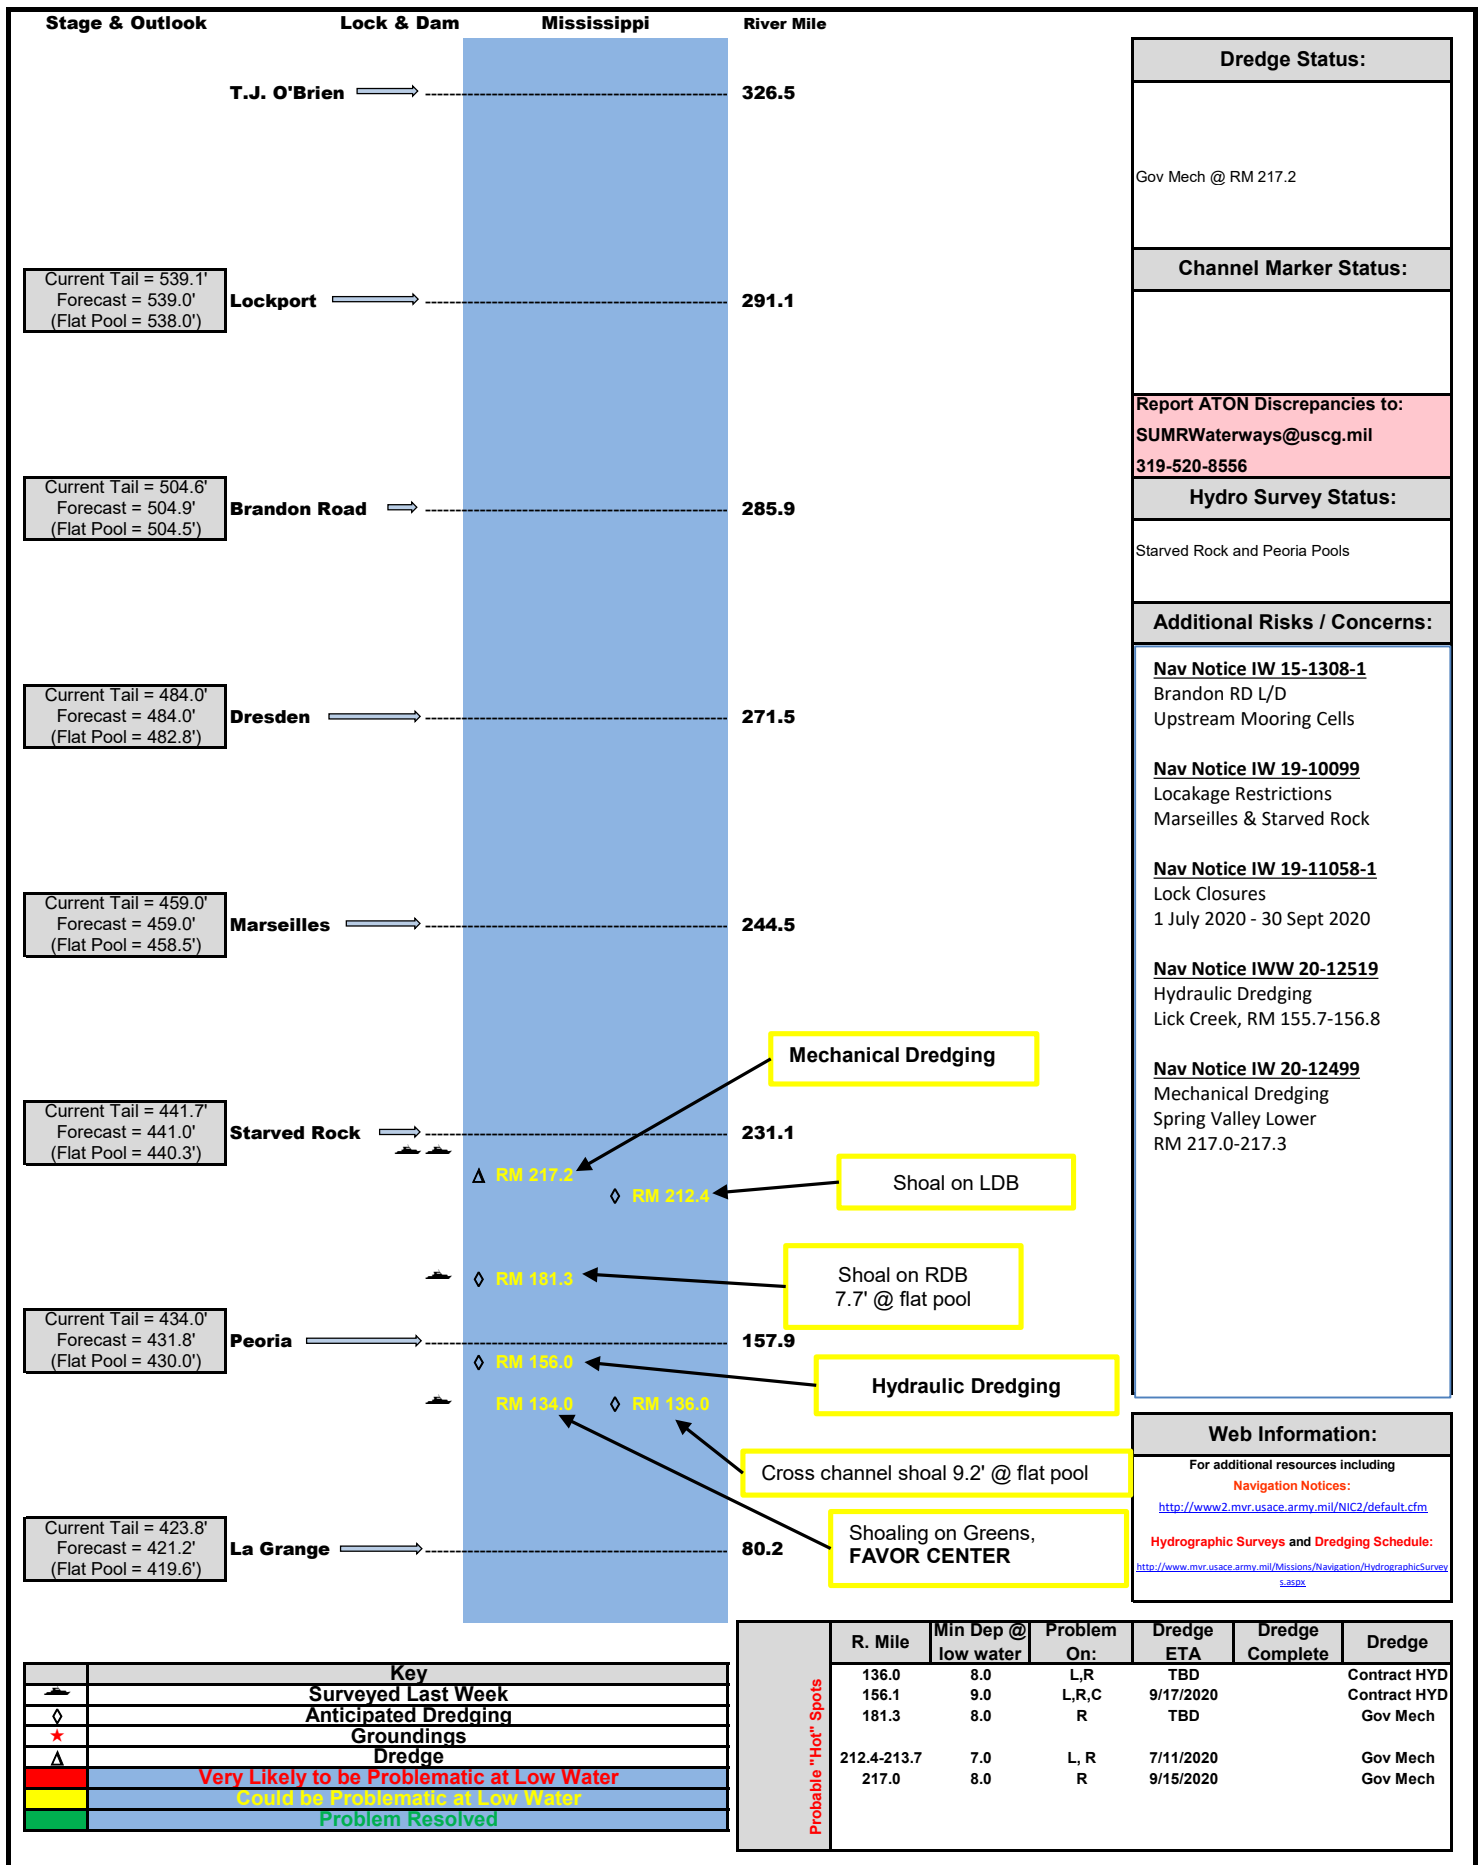 Stage & Outlook Lock & Dam Mississippi River Mile
T.J. O'Brien 326.5
Current Tail = 539.1'
Forecast = 539.0'
(Flat Pool = 538.0')
Lockport 291.1
Current Tail = 504.6'
Forecast = 504.9'
(Flat Pool = 504.5')
Brandon Road 285.9
Current Tail = 484.0'
Forecast = 484.0'
(Flat Pool = 482.8')
Dresden 271.5
Current Tail = 459.0'
Forecast = 459.0'
(Flat Pool = 458.5')
Marseilles 244.5
Mechanical Dredging
Current Tail = 441.7'
Forecast = 441.0'
(Flat Pool = 440.3')
Starved Rock 231.1
RM 217.2
RM 212.4
Shoal on LDB
RM 181.3
Shoal on RDB
7.7' @ flat pool
Current Tail = 434.0'
Forecast = 431.8'
(Flat Pool = 430.0')
Peoria 157.9
RM 156.0
Hydraulic Dredging
RM 134.0 RM 136.0
Cross channel shoal 9.2' @ flat pool
Shoaling on Greens,
FAVOR CENTER
Current Tail = 423.8'
Forecast = 421.2'
(Flat Pool = 419.6')
La Grange 80.2
Dredge Status:
Gov Mech @ RM 217.2
Channel Marker Status:
Report ATON Discrepancies to:
SUMRWaterways@uscg.mil
319-520-8556
Hydro Survey Status:
Starved Rock and Peoria Pools
Additional Risks / Concerns:
Nav Notice IW 15-1308-1
Brandon RD L/D
Upstream Mooring Cells
Nav Notice IW 19-10099
Locakage Restrictions
Marseilles & Starved Rock
Nav Notice IW 19-11058-1
Lock Closures
1 July 2020 - 30 Sept 2020
Nav Notice IWW 20-12519
Hydraulic Dredging
Lick Creek, RM 155.7-156.8
Nav Notice IW 20-12499
Mechanical Dredging
Spring Valley Lower
RM 217.0-217.3
Web Information:
For additional resources including
Navigation Notices:
http://www2.mvr.usace.army.mil/NIC2/default.cfm
Hydrographic Surveys and Dredging Schedule:
http://www.mvr.usace.army.mil/Missions/Navigation/HydrographicSurvey
s.aspx
Key
Surveyed Last Week
Anticipated Dredging
Groundings
Dredge
Very Likely to be Problematic at Low Water
Could be Problematic at Low Water
Problem Resolved
Probable "Hot" Spots
R. Mile Min Dep @ low water Problem On: Dredge ETA Dredge Complete Dredge
136.0 8.0 L,R TBD Contract HYD
156.1 9.0 L,R,C 9/17/2020 Contract HYD
181.3 8.0 R TBD Gov Mech
212.4-213.7 7.0 L, R 7/11/2020 Gov Mech
217.0 8.0 R 9/15/2020 Gov Mech